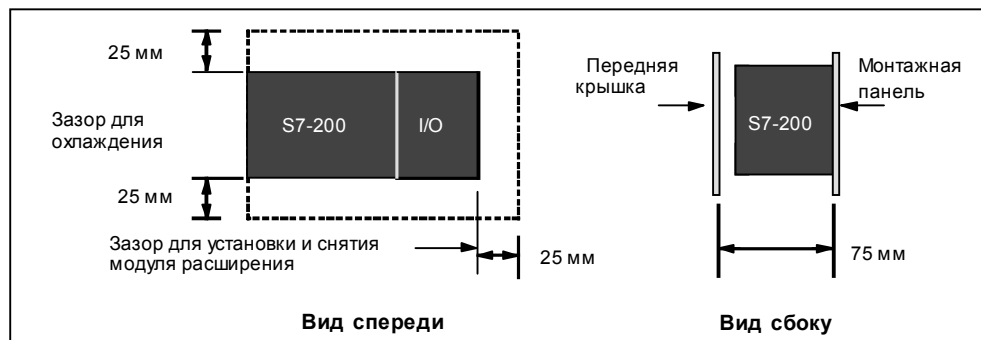 25 мм
Зазор для
охлаждения
S7-200
I/O
25 мм
Зазор для установки и снятия
модуля расширения
25 мм
Вид спереди
Передняя
крышка
Монтажная
панель
S7-200
75 мм
Вид сбоку